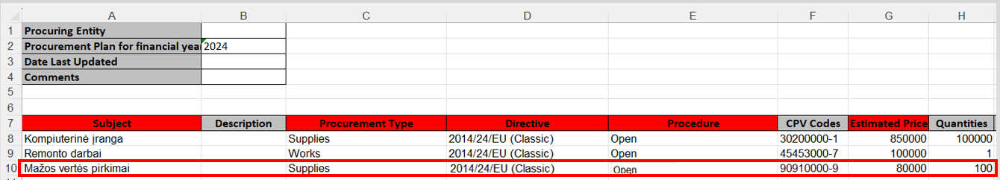 A B C D E F G H
1 Procuring Entity
2 Procurement Plan for financial yea 2024
3 Date Last Updated
4 Comments
5
6
7 Subject Description Procurement Type Directive Procedure CPV Codes Estimated Price Quantities
8 Kompiuterinė įranga Supplies 2014/24/EU (Classic) Open 30200000-1 850000 100000
9 Remonto darbai Works 2014/24/EU (Classic) Open 45453000-7 100000 1
10 Mažos vertės pirkimai Supplies 2014/24/EU (Classic) Open 90910000-9 80000 100